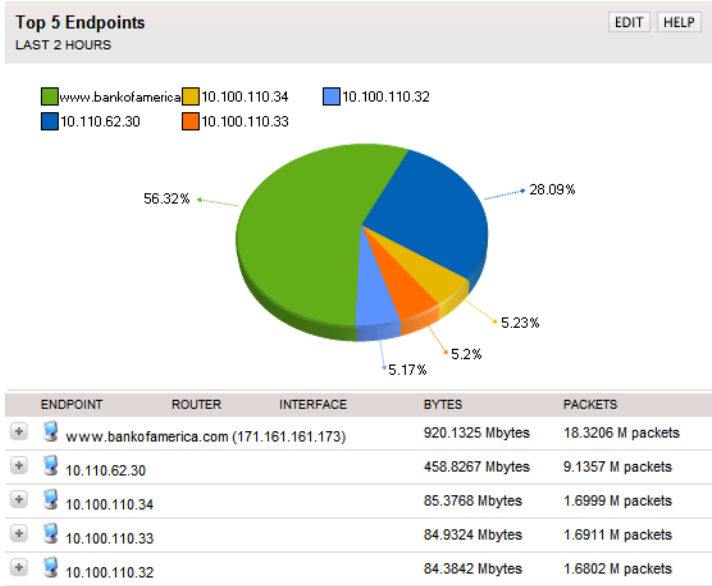 Top 5 Endpoints
EDIT HELP
LAST 2 HOURS
www.bankofamerica 10.100.110.34 10.100.110.32
10.110.62.30 10.100.110.33
56.32%
28.09%
5.23%
5.2%
5.17%
ENDPOINT ROUTER INTERFACE BYTES PACKETS
www.bankofamerica.com (171.161.161.173) 920.1325 Mbytes 18.3206 M packets
10.110.62.30 458.8267 Mbytes 9.1357 M packets
10.100.110.34 85.3768 Mbytes 1.6999 M packets
10.100.110.33 84.9324 Mbytes 1.6911 M packets
10.100.110.32 84.3842 Mbytes 1.6802 M packets